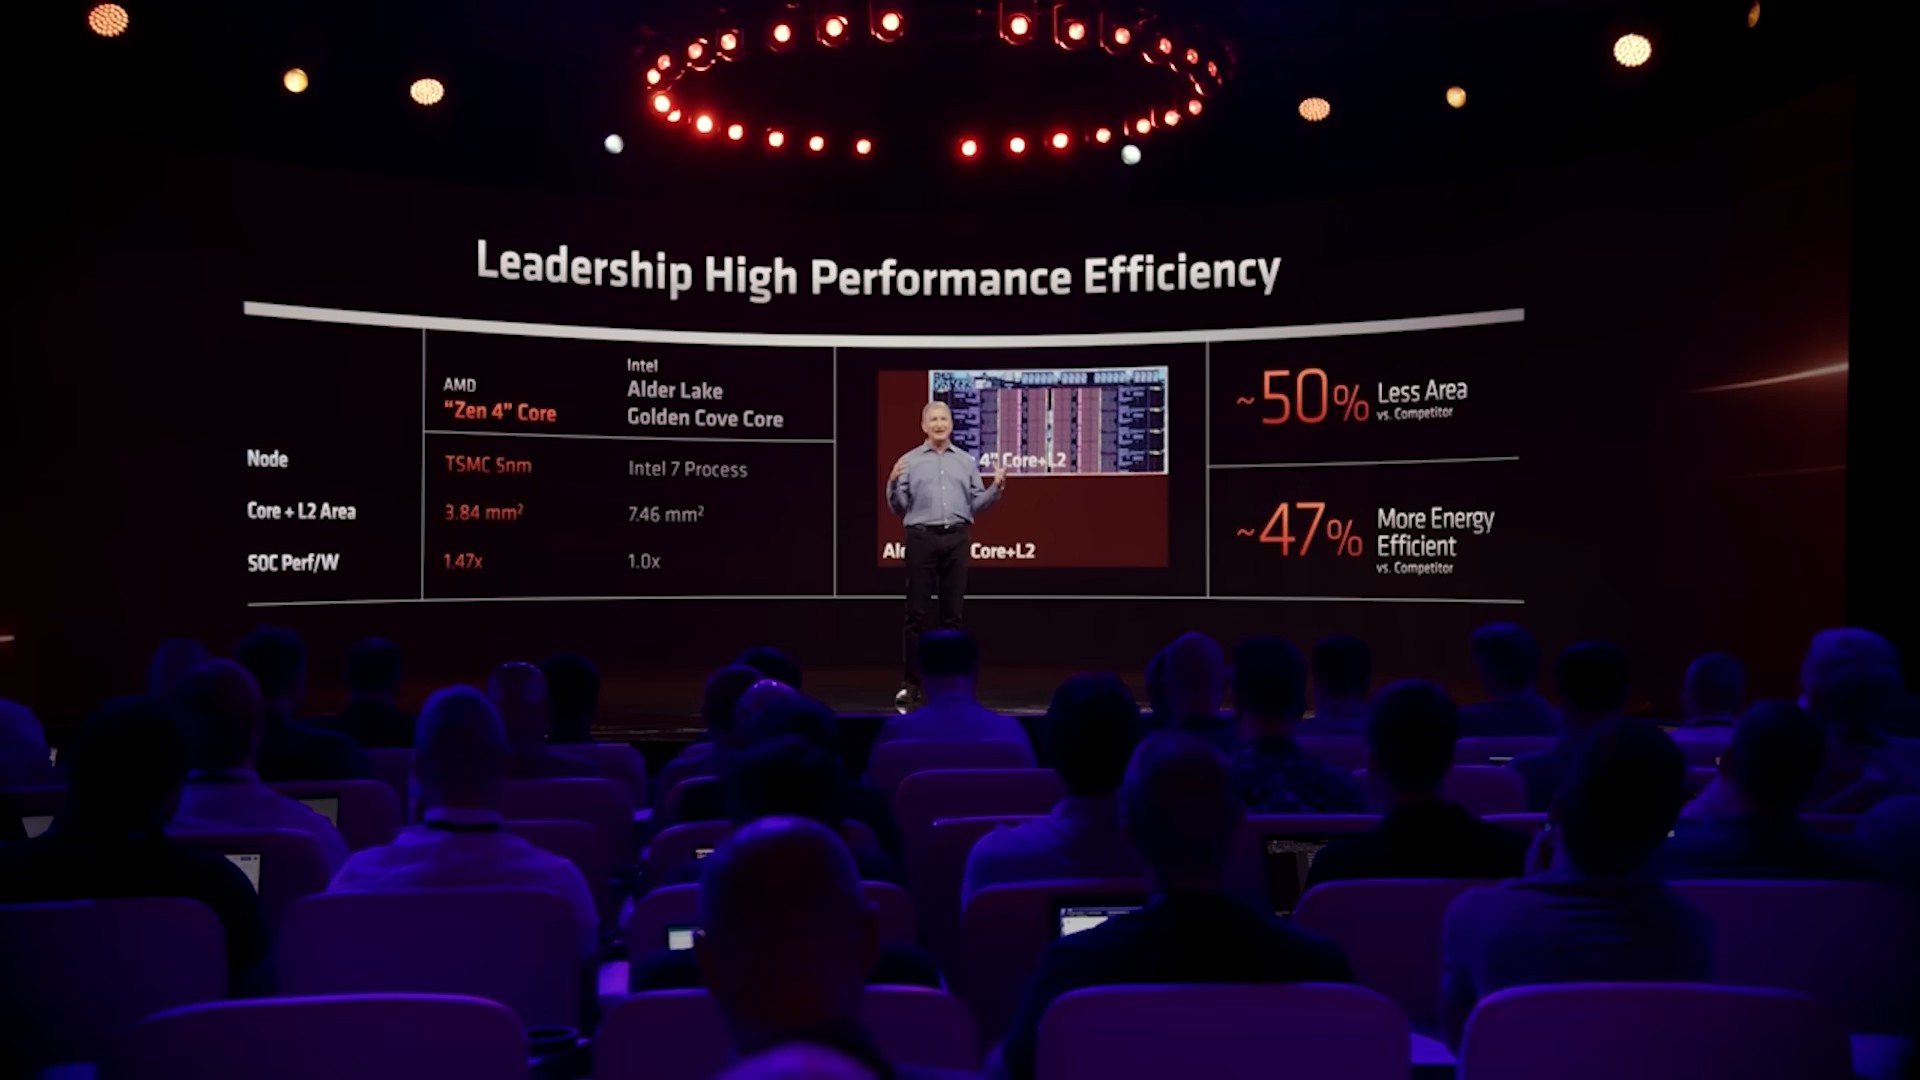 Leadership High Performance Efficiency
AMD
"Zen 4" Core
Intel
Alder Lake
Golden Cove Core
Node
TSMC 5nm
Intel 7 Process
Core + L2 Area
3.84 mm²
7.46 mm²
SOC Perf/W
1.47x
1.0x
4" Core+L2
Core+L2
~50%
Less Area
vs. Competitor
~47%
More Energy
Efficient
vs. Competitor